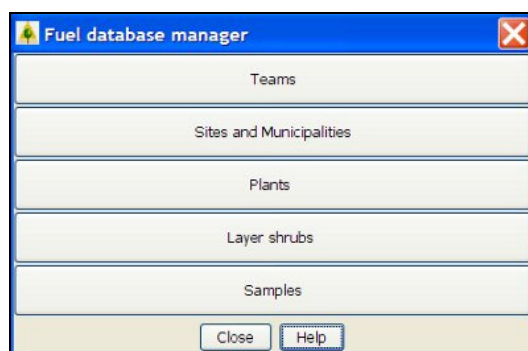 Fuel database manager
Teams
Sites and Municipalities
Plants
Layer shrubs
Samples
Close Help